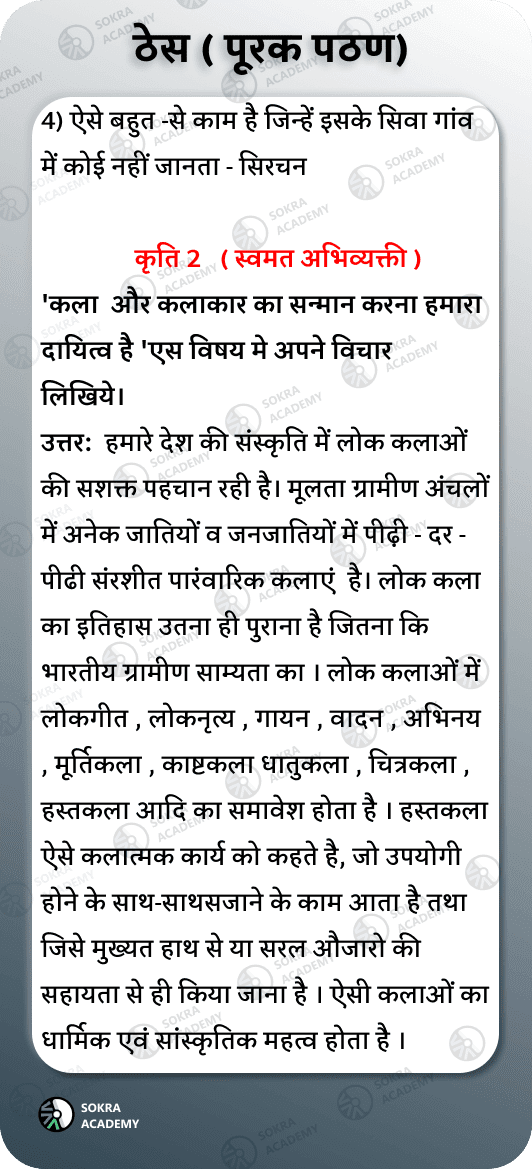 ठेस ( पूरक पठण)
4) ऐसे बहुत -से काम है जिन्हें इसके सिवा गांव
में कोई नहीं जानता - सिरचन
कृति 2 ( स्वमत अभिव्यक्ती )
'कला और कलाकार का सन्मान करना हमारा
दायित्व है 'एस विषय मे अपने विचार
लिखिये।
उत्तर: हमारे देश की संस्कृति में लोक कलाओं
की सशक्त पहचान रही है। मूलता ग्रामीण अंचलों
में अनेक जातियों व जनजातियों में पीढ़ी - दर -
पीढी संरशीत पारंवारिक कलाएं है। लोक कला
का इतिहास उतना ही पुराना है जितना कि
भारतीय ग्रामीण साम्यता का । लोक कलाओं में
लोकगीत , लोकनृत्य , गायन , वादन , अभिनय
, मूर्तिकला , काष्टकला धातुकला , चित्रकला ,
हस्तकला आदि का समावेश होता है । हस्तकला
ऐसे कलात्मक कार्य को कहते है, जो उपयोगी
होने के साथ-साथसजाने के काम आता है तथा
जिसे मुख्यत हाथ से या सरल औजारो की
सहायता से ही किया जाना है । ऐसी कलाओं का
धार्मिक एवं सांस्कृतिक महत्व होता है ।
SOKRA
ACADEMY